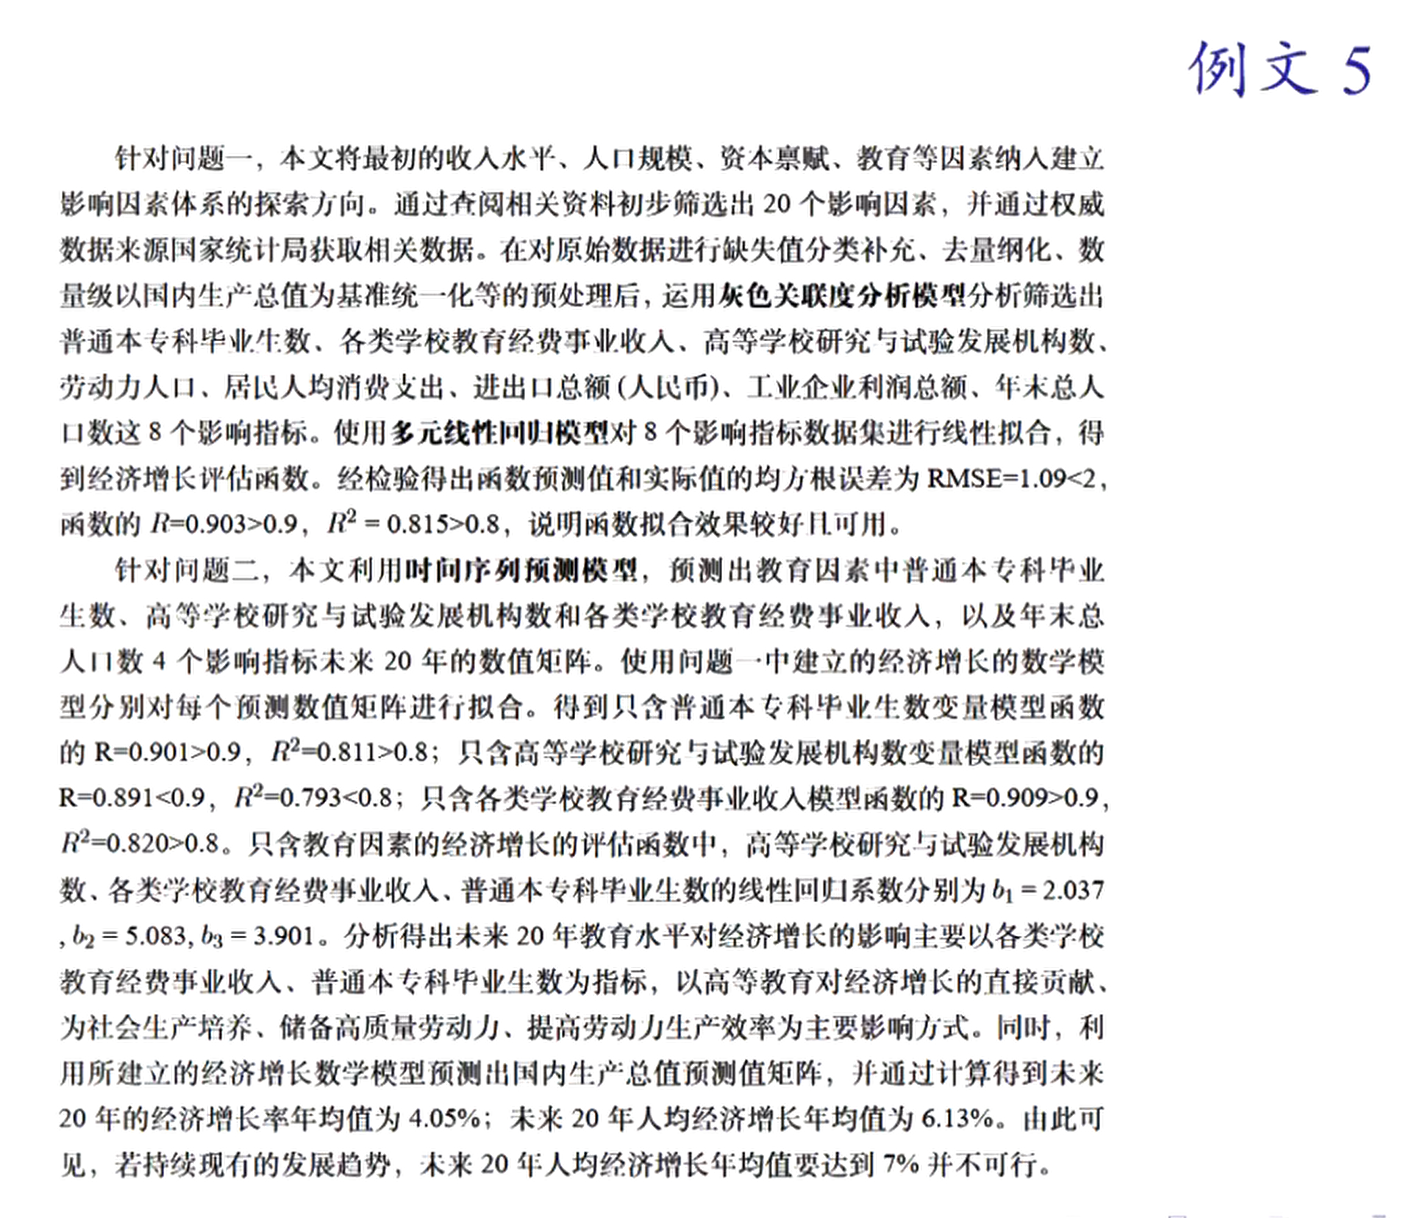 例文 5
针对问题一，本文将最初的收入水平、人口规模、资本禀赋、教育等因素纳入建立
影响因素体系的探索方向。通过查阅相关资料初步筛选出 20 个影响因素，并通过权威
数据来源国家统计局获取相关数据。在对原始数据进行缺失值分类补充、去量纲化、数
量级以国内生产总值为基准统一化等的预处理后，运用灰色关联度分析模型分析筛选出
普通本专科毕业生数、各类学校教育经费事业收入、高等学校研究与试验发展机构数、
劳动力人口、居民人均消费支出、进出口总额 (人民币)、工业企业利润总额、年末总人
口数这 8 个影响指标。使用多元线性回归模型对 8 个影响指标数据集进行线性拟合，得
到经济增长评估函数。经检验得出函数预测值和实际值的均方根误差为 RMSE=1.09<2，
函数的 R=0.903>0.9，R² = 0.815>0.8，说明函数拟合效果较好且可用。
针对问题二，本文利用时间序列预测模型，预测出教育因素中普通本专科毕业
生数、高等学校研究与试验发展机构数和各类学校教育经费事业收入，以及年末总
人口数 4 个影响指标未来 20 年的数值矩阵。使用问题一中建立的经济增长的数学模
型分别对每个预测数值矩阵进行拟合。得到只含普通本专科毕业生数变量模型函数
的 R=0.901>0.9，R²=0.811>0.8；只含高等学校研究与试验发展机构数变量模型函数的
R=0.891<0.9，R²=0.793<0.8；只含各类学校教育经费事业收入模型函数的 R=0.909>0.9，
R²=0.820>0.8。只含教育因素的经济增长的评估函数中，高等学校研究与试验发展机构
数、各类学校教育经费事业收入、普通本专科毕业生数的线性回归系数分别为 b₁ = 2.037
, b₂ = 5.083, b₃ = 3.901。分析得出未来 20 年教育水平对经济增长的影响主要以各类学校
教育经费事业收入、普通本专科毕业生数为指标，以高等教育对经济增长的直接贡献、
为社会生产培养、储备高质量劳动力、提高劳动力生产效率为主要影响方式。同时，利
用所建立的经济增长数学模型预测出国内生产总值预测值矩阵，并通过计算得到未来
20 年的经济增长率年均值为 4.05%；未来 20 年人均经济增长年均值为 6.13%。由此可
见，若持续现有的发展趋势，未来 20 年人均经济增长年均值要达到 7% 并不可行。